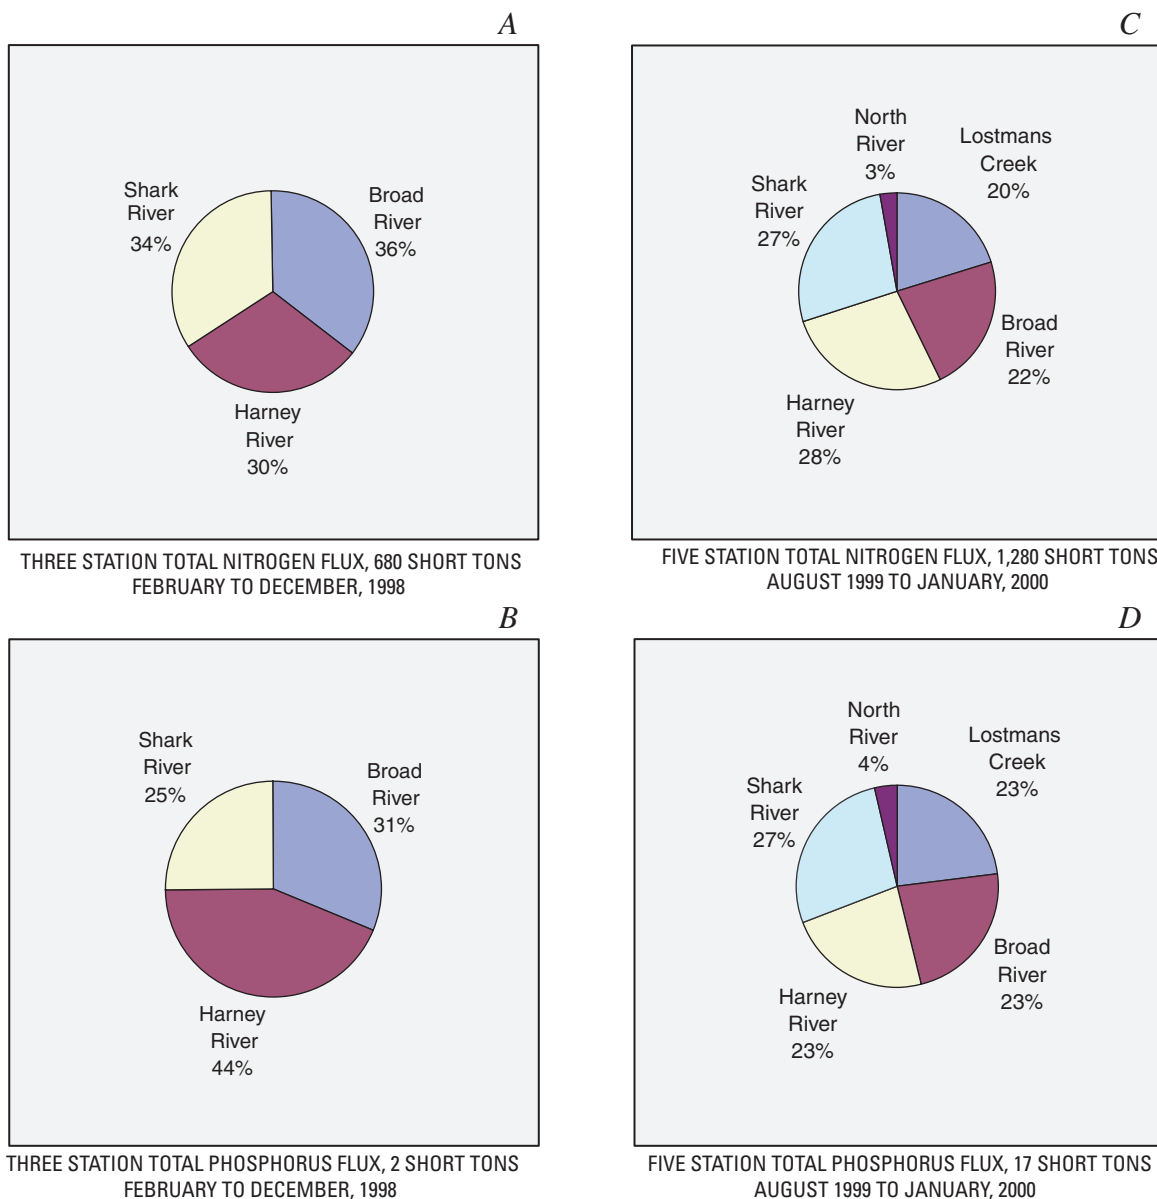 A
Shark
River
34%
Broad
River
36%
Harney
River
30%
THREE STATION TOTAL NITROGEN FLUX, 680 SHORT TONS
FEBRUARY TO DECEMBER, 1998
C
North
River
3%
Lostmans
Creek
20%
Shark
River
27%
Broad
River
22%
Harney
River
28%
FIVE STATION TOTAL NITROGEN FLUX, 1,280 SHORT TONS
AUGUST 1999 TO JANUARY, 2000
B
Shark
River
25%
Broad
River
31%
Harney
River
44%
THREE STATION TOTAL PHOSPHORUS FLUX, 2 SHORT TONS
FEBRUARY TO DECEMBER, 1998
D
North
River
4%
Lostmans
Creek
23%
Shark
River
27%
Broad
River
23%
Harney
River
23%
FIVE STATION TOTAL PHOSPHORUS FLUX, 17 SHORT TONS
AUGUST 1999 TO JANUARY, 2000